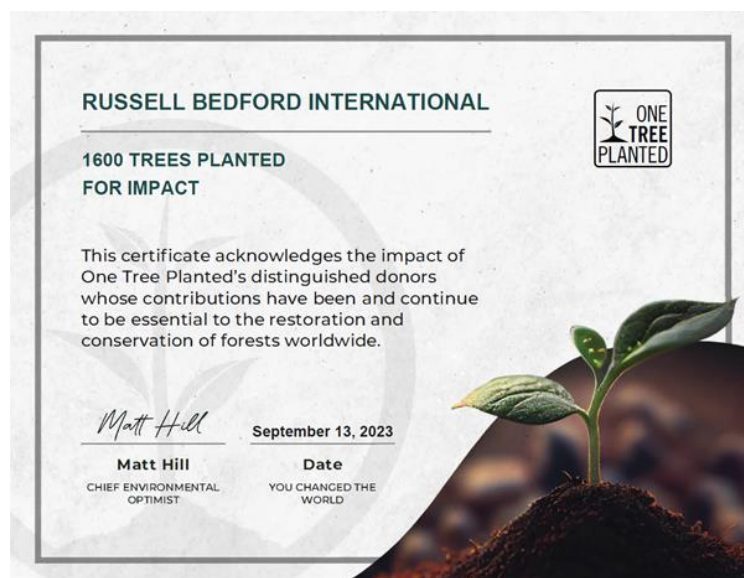 RUSSELL BEDFORD INTERNATIONAL
ONE
TREE
PLANTED
1600 TREES PLANTED
FOR IMPACT
This certificate acknowledges the impact of
One Tree Planted’s distinguished donors
whose contributions have been and continue
to be essential to the restoration and
conservation of forests worldwide.
Matt Hill
September 13, 2023
Matt Hill
Date
CHIEF ENVIRONMENTAL
OPTIMIST
YOU CHANGED THE
WORLD